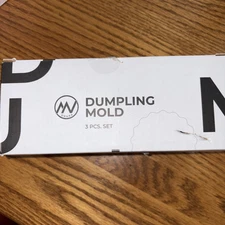 DUMPLING
MOLD
3 PCS. SET